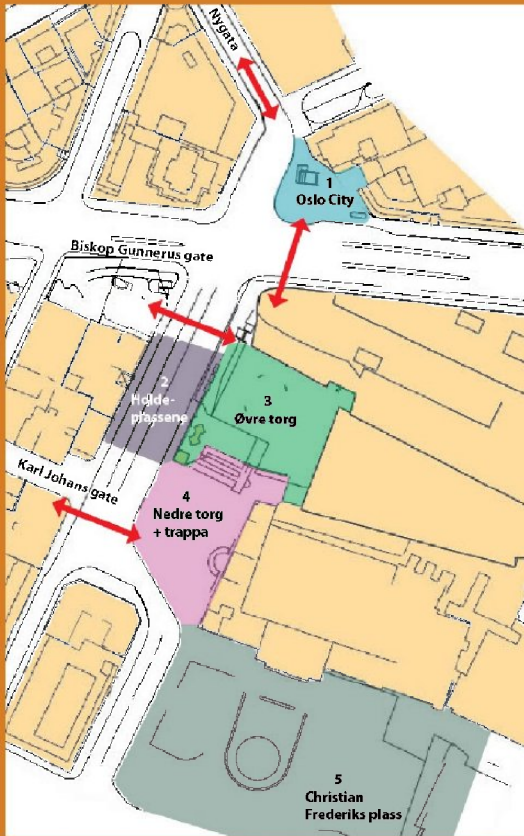 Nygata
1
Oslo City
Biskop Gunnerus gate
2
Holde-
plassene
3
Øvre torg
Karl Johans gate
4
Nedre torg
+ trappa
5
Christian
Frederiks plass